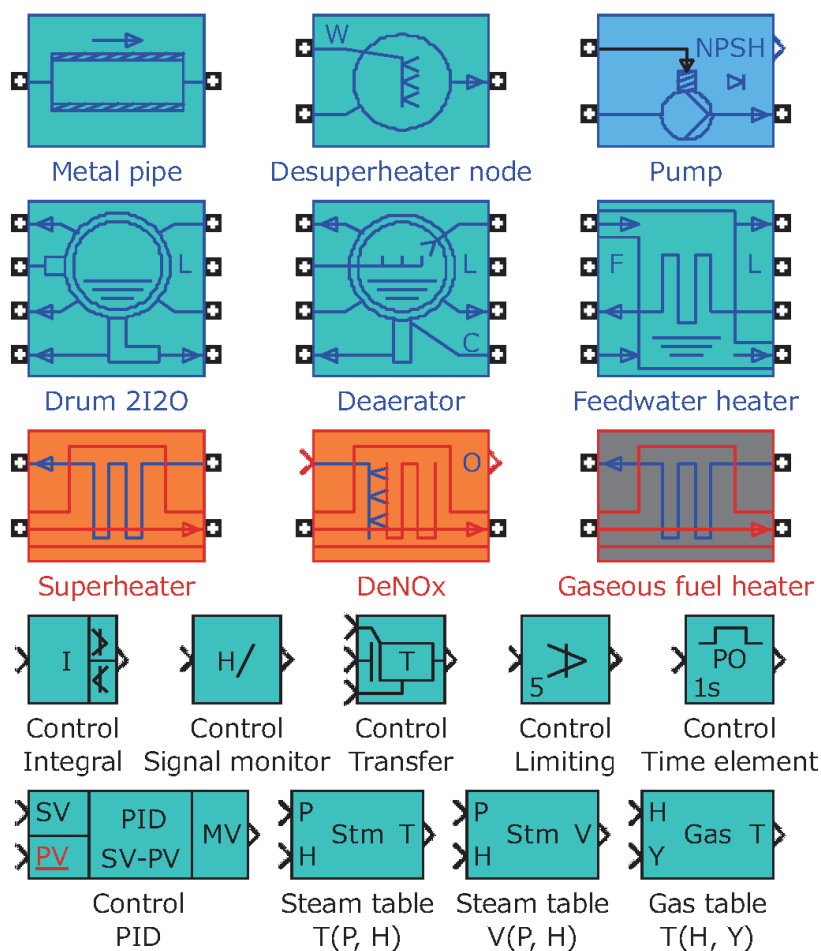 W
NPSH
Metal pipe
Desuperheater node
Pump
L
L
F
L
C
Drum 2I2O
Deaerator
Feedwater heater
O
Superheater
DeNOx
Gaseous fuel heater
I
H/
T
5
PO
1s
Control
Integral
Control
Signal monitor
Control
Transfer
Control
Limiting
Control
Time element
SV
PV
PID
SV-PV
MV
P
H
Stm T
P
H
Stm V
H
Y
Gas T
Control
PID
Steam table
T(P, H)
Steam table
V(P, H)
Gas table
T(H, Y)